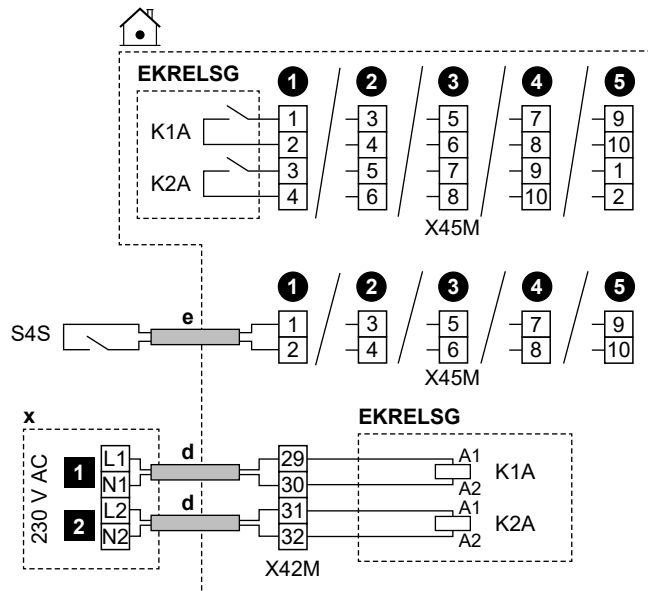 EKRELSG
1 2 3 4 5
K1A
K2A
1 3 5 7 9
2 4 6 8 10
3 5 7 9 1
4 6 8 10 2
X45M
1 2 3 4 5
S4S
e
1 3 5 7 9
2 4 6 8 10
X45M
x
230 V AC
1
2
L1
N1
L2
N2
d
d
29
30
31
32
X42M
EKRELSG
A1
A2
K1A
A1
A2
K2A